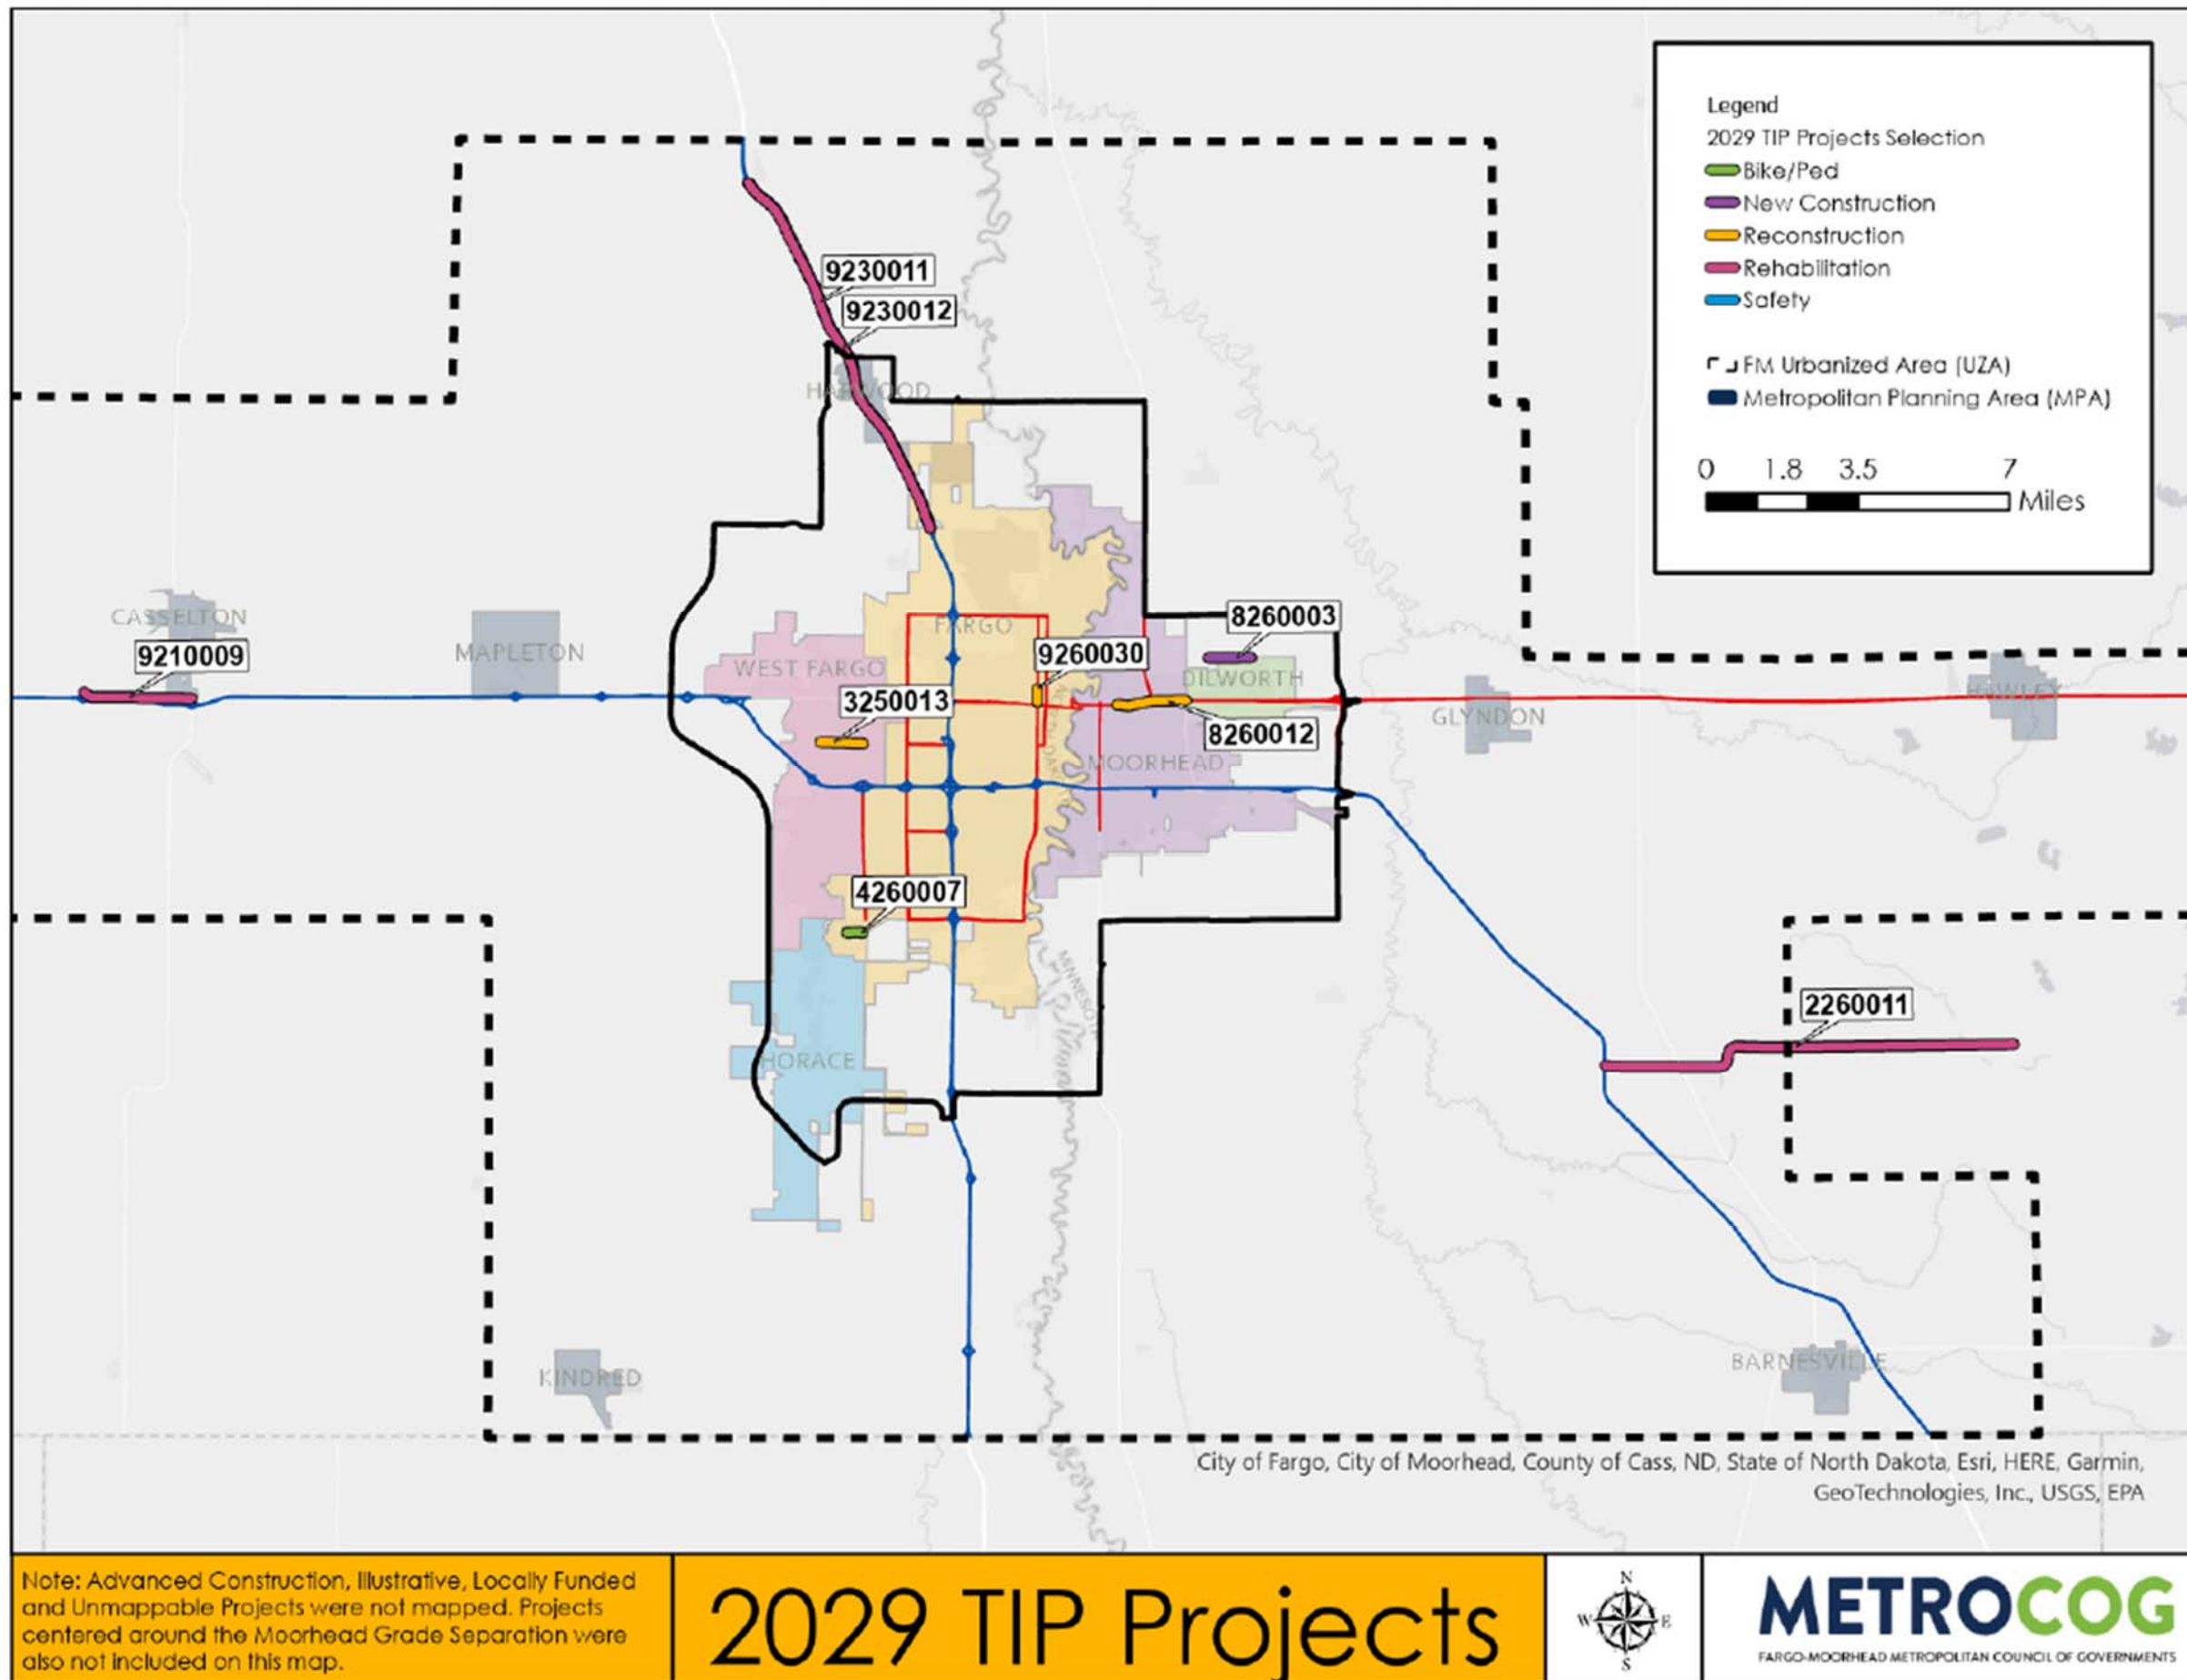 Legend
2029 TIP Projects Selection
Bike/Ped
New Construction
Reconstruction
Rehabilitation
Safety
FM Urbanized Area (UZA)
Metropolitan Planning Area (MPA)
0 1.8 3.5 7
Miles
9230011
9230012
HARWOOD
CASSELTON
9210009
MAPLETON
WEST FARGO
FARGO
9260030
8260003
DILWORTH
3250013
8260012
MOORHEAD
GLYNDON
HAWLEY
4260007
MINNESOTA
2260011
HORACE
KINDRED
BARNESVILLE
City of Fargo, City of Moorhead, County of Cass, ND, State of North Dakota, Esri, HERE, Garmin,
GeoTechnologies, Inc., USGS, EPA
Note: Advanced Construction, Illustrative, Locally Funded
and Unmappable Projects were not mapped. Projects
centered around the Moorhead Grade Separation were
also not included on this map.
2029 TIP Projects
N
W E
S
METROCOG
FARGO-MOORHEAD METROPOLITAN COUNCIL OF GOVERNMENTS